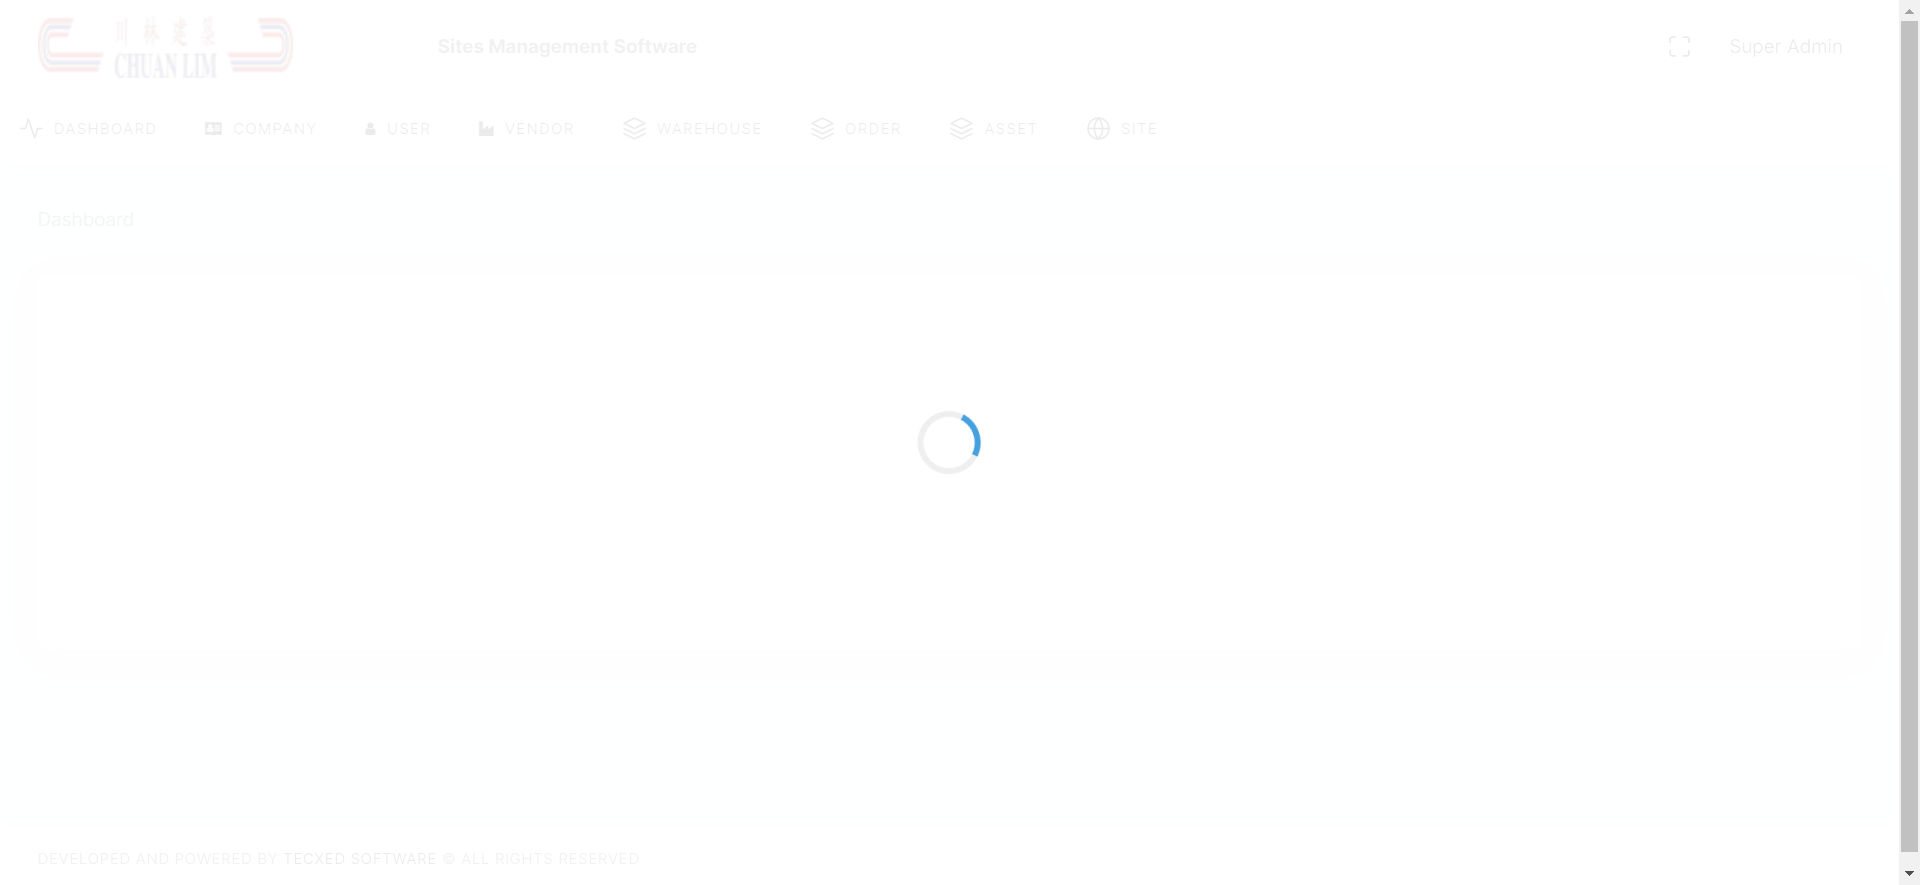 川林建築
CHUAN LIM
Sites Management Software
Super Admin
DASHBOARD
COMPANY
USER
VENDOR
WAREHOUSE
ORDER
ASSET
SITE
Dashboard
DEVELOPED AND POWERED BY TECXED SOFTWARE © ALL RIGHTS RESERVED